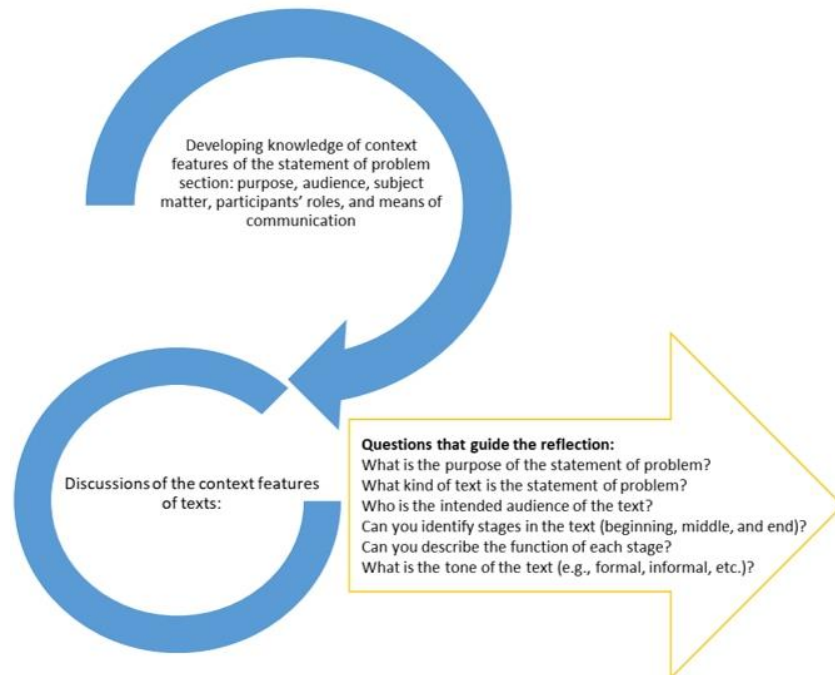 Developing knowledge of context
features of the statement of problem
section: purpose, audience, subject
matter, participants’ roles, and means of
communication
Discussions of the context features
of texts:
Questions that guide the reflection:
What is the purpose of the statement of problem?
What kind of text is the statement of problem?
Who is the intended audience of the text?
Can you identify stages in the text (beginning, middle, and end)?
Can you describe the function of each stage?
What is the tone of the text (e.g., formal, informal, etc.)?